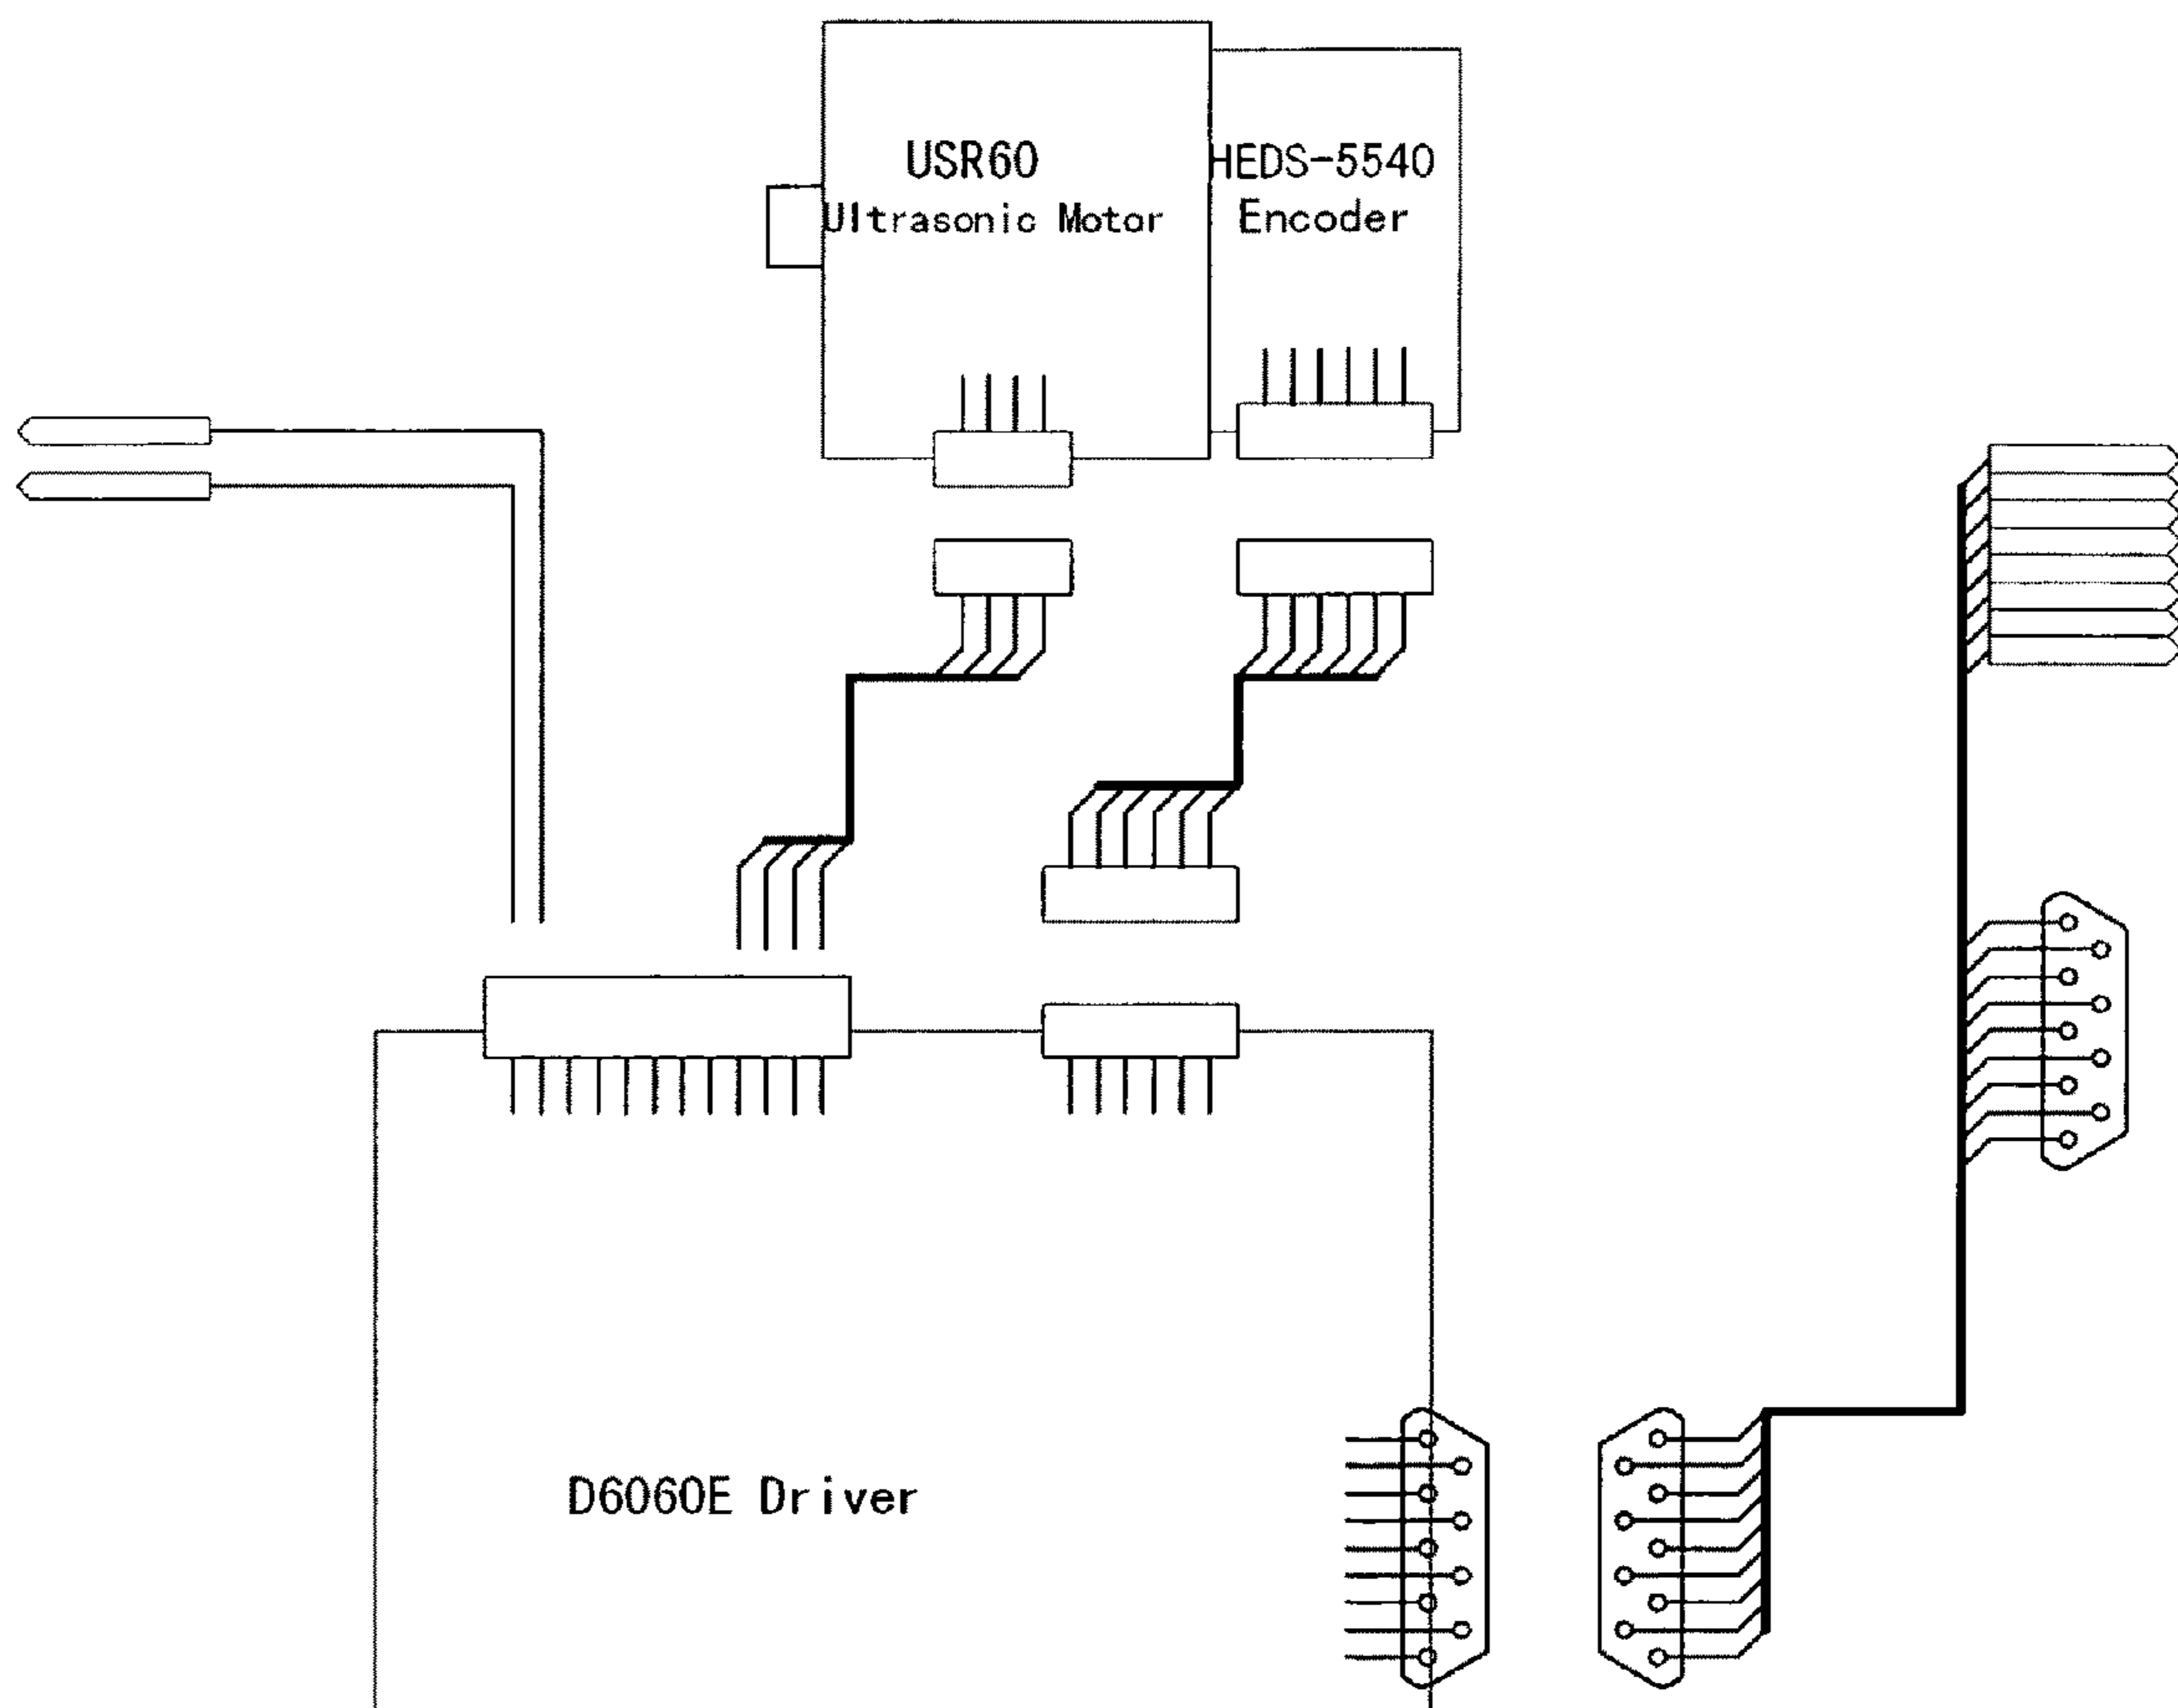 USR60
Ultrasonic Motor
HEDS-5540
Encoder
D6060E Driver